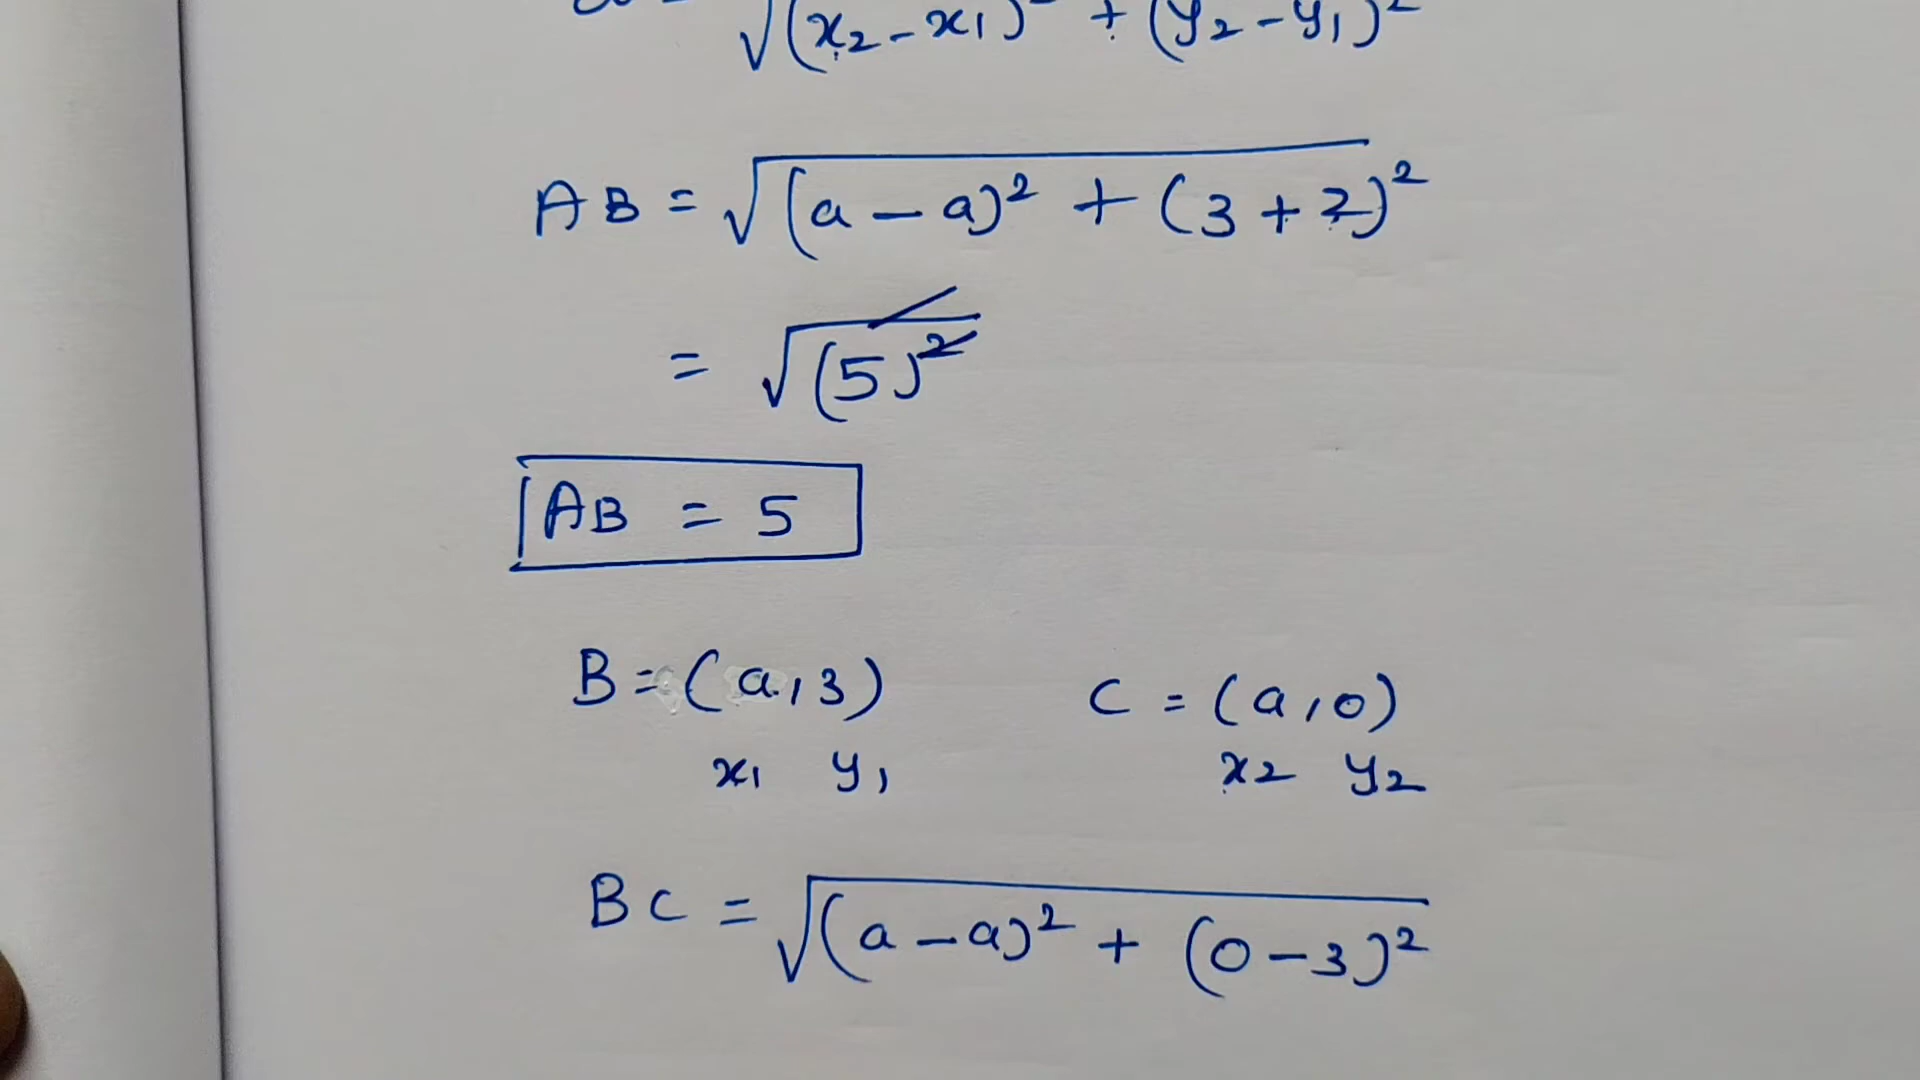 √(x₂-x₁)² + (y₂-y₁)²
AB = √(a-a)² + (3+2)²
= √(5)²
AB = 5
B=(a,3) C=(a,0)
x₁ y₁ x₂ y₂
BC = √(a-a)² + (0-3)²